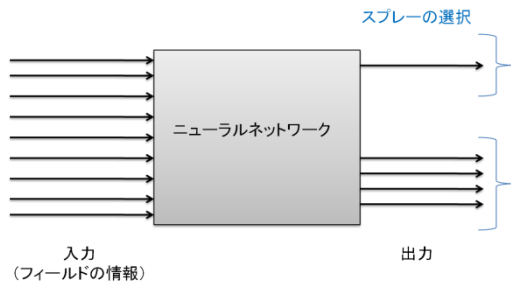 スプレーの選択
ニューラルネットワーク
入力
（フィールドの情報）
出力